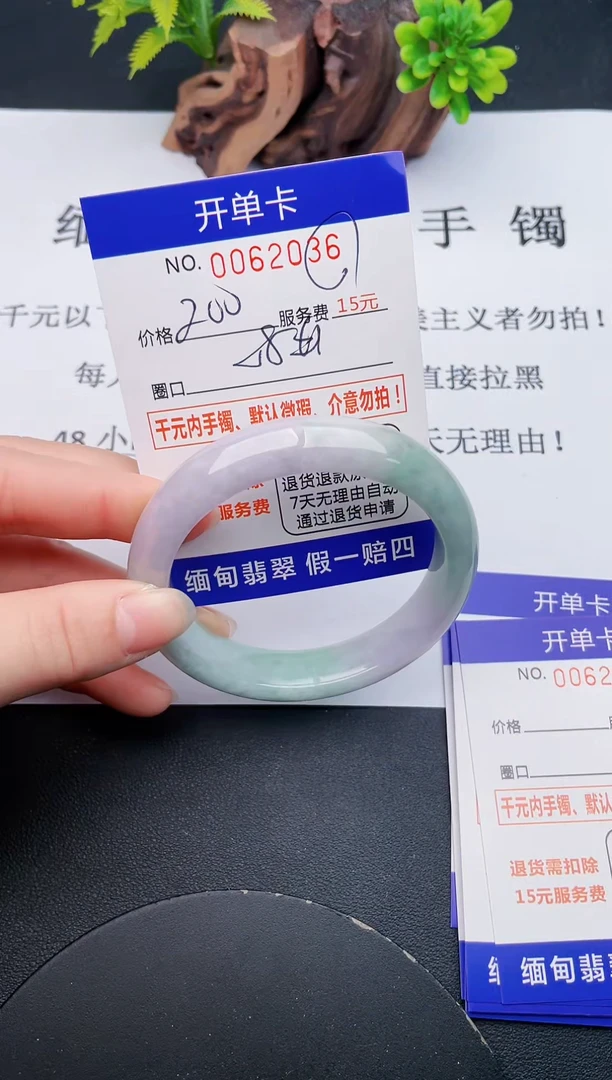 开单卡
NO. 0062036
价格 200 服务费 15元
圈口
千元内手镯、默认微瑕，介意勿拍！
服务费
退货退款
7天无理由自动
通过退货申请
缅甸翡翠 假一赔四
手镯
千元以
主义者勿拍！
每
直接拉黑
48小
天无理由！
开单卡
开单卡
NO. 0062
价格
圈口
千元内手镯、默认
退货需扣除
15元服务费
缅甸翡